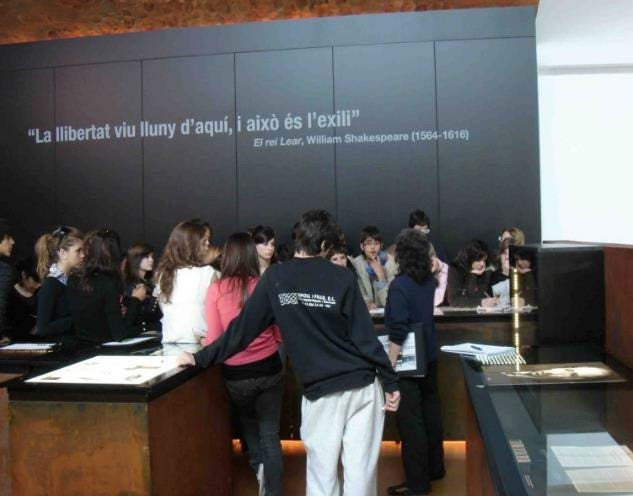 “La llibertat viu lluny d’aquí, i això és l’exili”
El rei Lear, William Shakespeare (1564-1616)